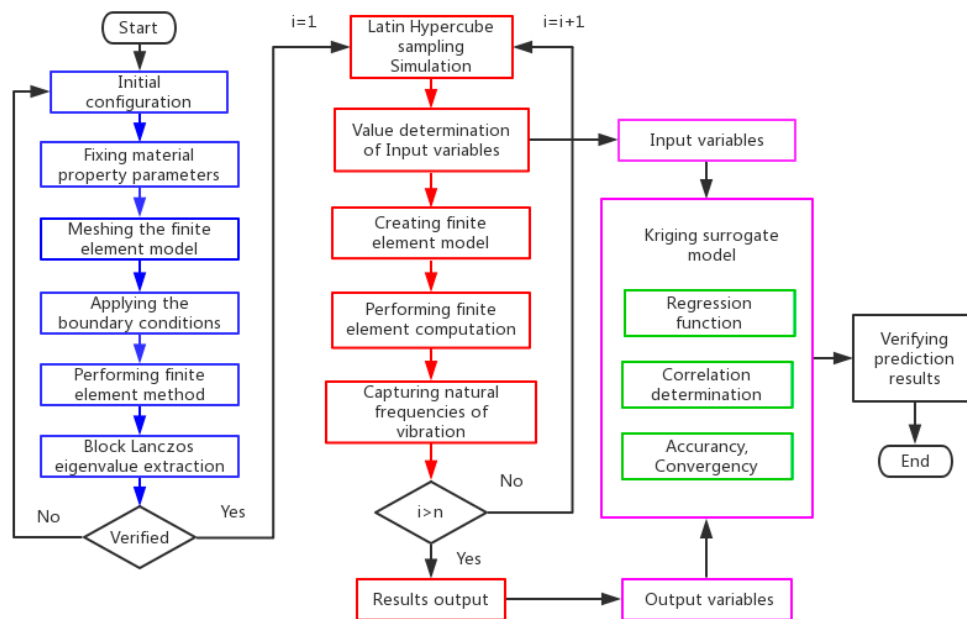 Start
Initial
configuration
Fixing material
property parameters
Meshing the finite
element model
Applying the
boundary conditions
Performing finite
element method
Block Lanczos
eigenvalue extraction
No
Verified
Yes
i=1
i=i+1
Latin Hypercube
sampling
Simulation
Value determination
of Input variables
Creating finite
element model
Performing finite
element computation
Capturing natural
frequencies of
vibration
No
i>n
Yes
Results output
Input variables
Kriging surrogate
model
Regression
function
Correlation
determination
Accurancy,
Convergency
Output variables
Verifying
prediction
results
End